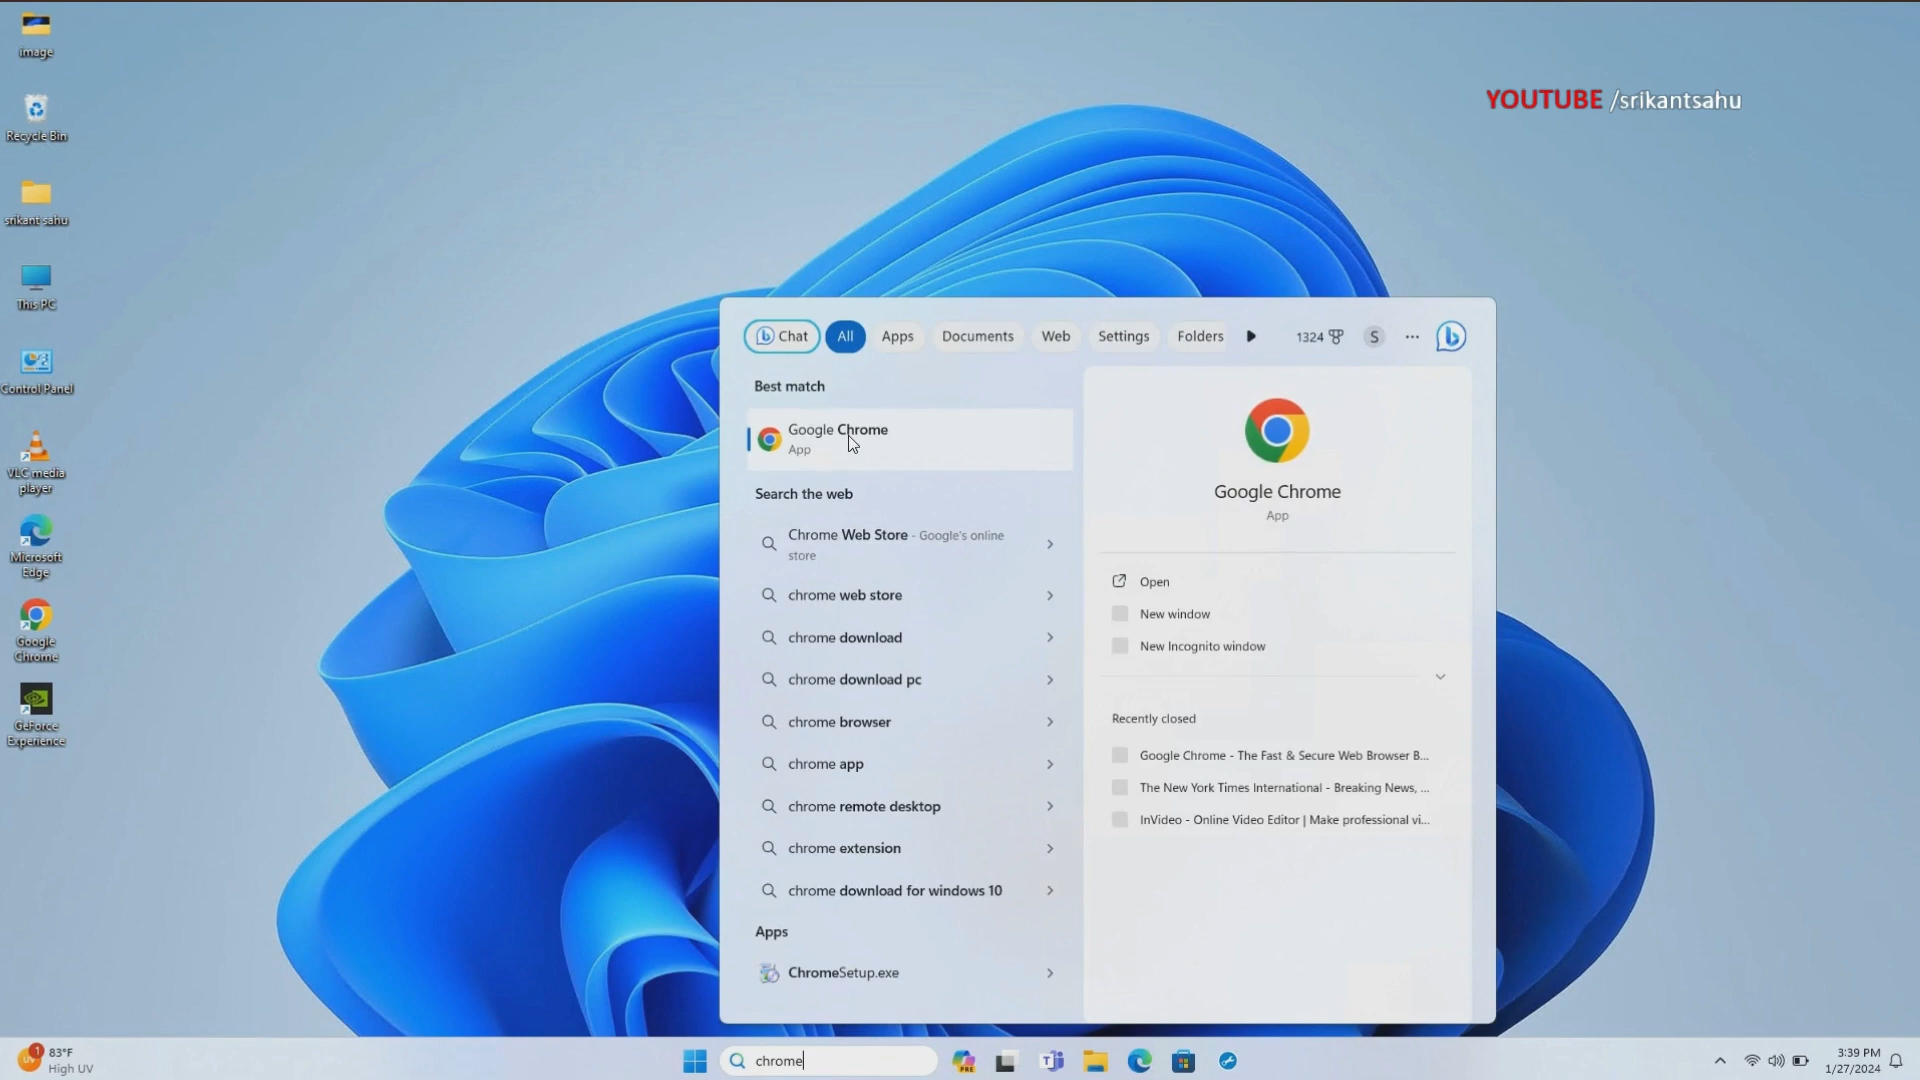 image
Recycle Bin
srikant sahu
This PC
Control Panel
VLC media
player
Microsoft
Edge
Google
Chrome
GeForce
Experience
YOUTUBE /srikantsahu
Chat
All
Apps
Documents
Web
Settings
Folders
1324
S
Best match
Google Chrome
App
Search the web
Chrome Web Store - Google's online
store
chrome web store
chrome download
chrome download pc
chrome browser
chrome app
chrome remote desktop
chrome extension
chrome download for windows 10
Apps
ChromeSetup.exe
Google Chrome
App
Open
New window
New Incognito window
Recently closed
Google Chrome - The Fast & Secure Web Browser B...
The New York Times International - Breaking News, ...
InVideo - Online Video Editor | Make professional vi...
1
83°F
High UV
chrome
PRE
3:39 PM
1/27/2024